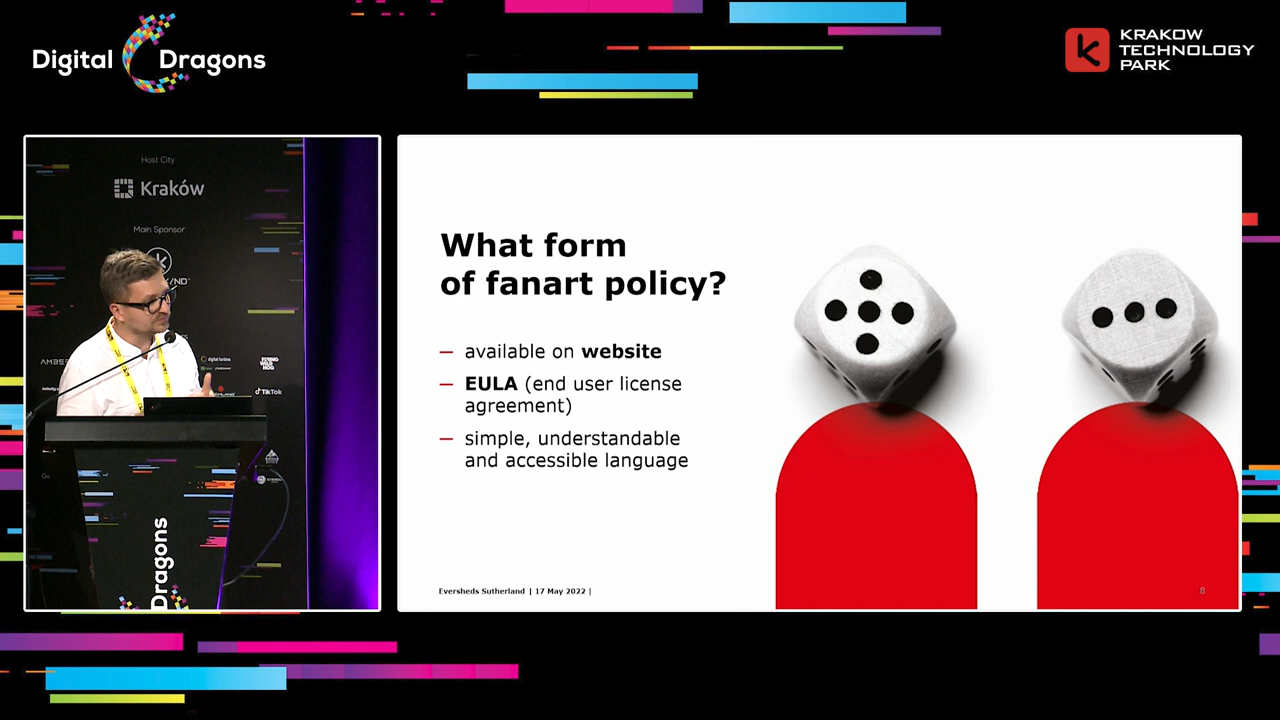 Digital Dragons
KRAKOW
TECHNOLOGY
PARK
Host City
Kraków
Main Sponsor
TikTok
Dragons
What form
of fanart policy?
– available on website
– EULA (end user license
agreement)
– simple, understandable
and accessible language
Eversheds Sutherland | 17 May 2022 |
8